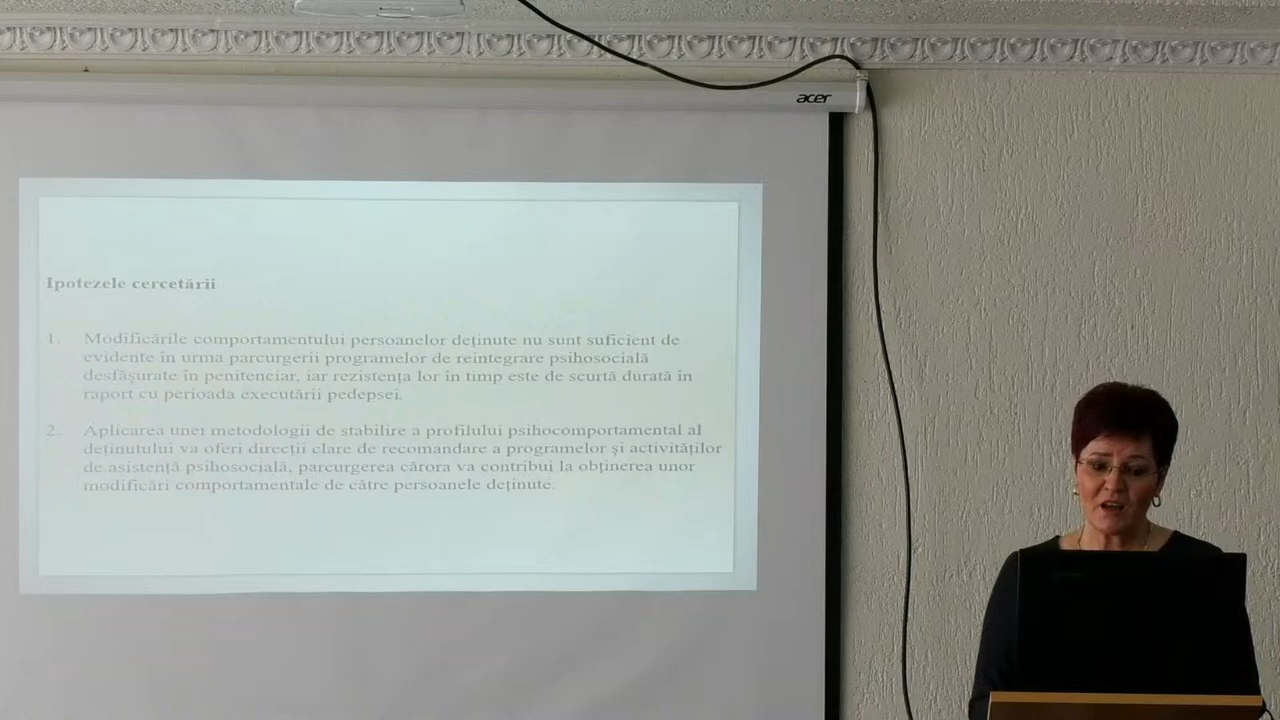 acer
Ipotezele cercetării
1. Modificările comportamentului persoanelor deținute nu sunt suficient de
evidente în urma parcurgerii programelor de reintegrare psihosocială
desfășurate în penitenciar, iar rezistența lor în timp este de scurtă durată în
raport cu perioada executării pedepsei.
2. Aplicarea unei metodologii de stabilire a profilului psihocomportamental al
deținutului va oferi direcții clare de recomandare a programelor și activităților
de asistență psihosocială, parcurgerea cărora va contribui la obținerea unor
modificări comportamentale de către persoanele deținute.